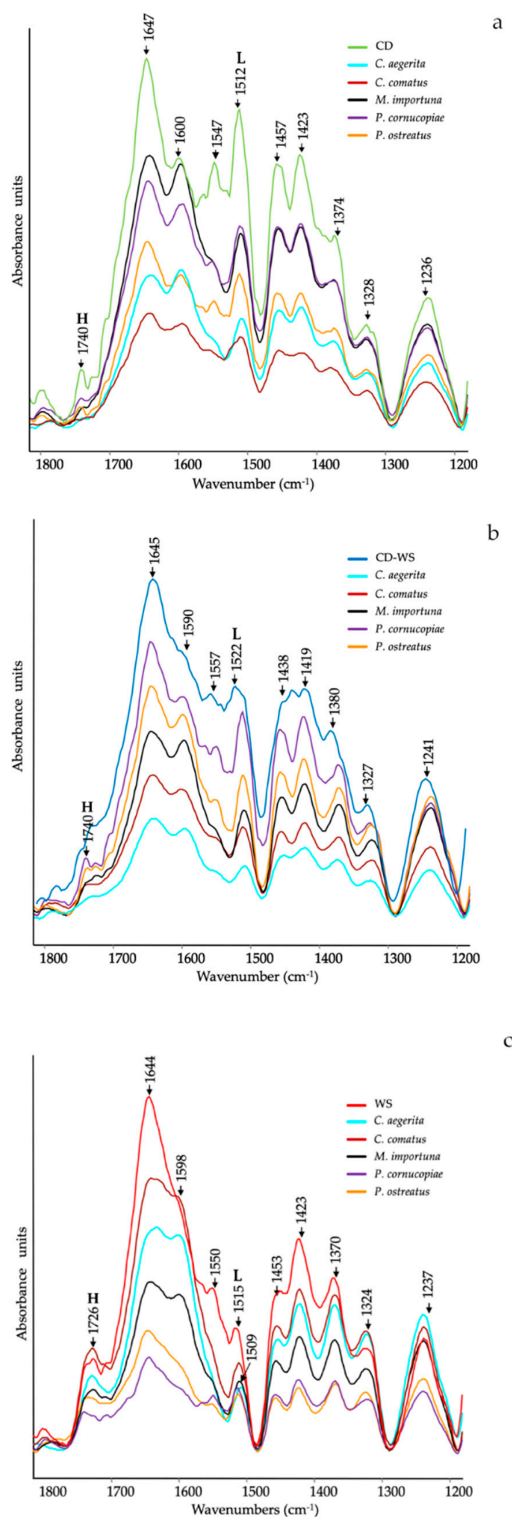 a
1647
CD
C. aegerita
C. comatus
M. importuna
P. cornucopiae
P. ostreatus
1600
1547
1512 L
1457
1423
1374
1328
1236
1740 H
Absorbance units
1800 1700 1600 1500 1400 1300 1200
Wavenumber (cm-1)
b
1645
CD-WS
C. aegerita
C. comatus
M. importuna
P. cornucopiae
P. ostreatus
1590
1557
1522 L
1438
1419
1380
1327
1241
1740 H
Absorbance units
1800 1700 1600 1500 1400 1300 1200
Wavenumber (cm-1)
c
1644
WS
C. aegerita
C. comatus
M. importuna
P. cornucopiae
P. ostreatus
1598
1550
1515 L
1509
1453
1423
1370
1324
1237
1726 H
Absorbance units
1800 1700 1600 1500 1400 1300 1200
Wavenumbers (cm-1)